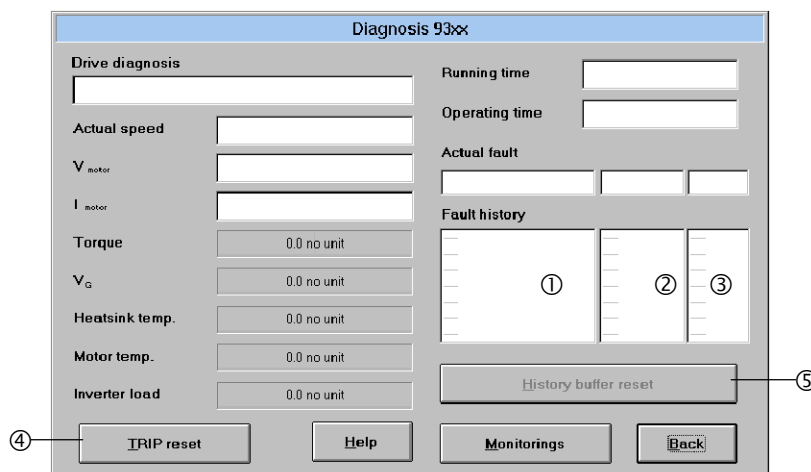 Diagnosis 93xx
Drive diagnosis
Actual speed
V motor
I motor
Torque 0.0 no unit
VG 0.0 no unit
Heatsink temp. 0.0 no unit
Motor temp. 0.0 no unit
Inverter load 0.0 no unit
Running time
Operating time
Actual fault
Fault history
① ② ③
History buffer reset ⑤
④ TRIP reset Help Monitorings Back